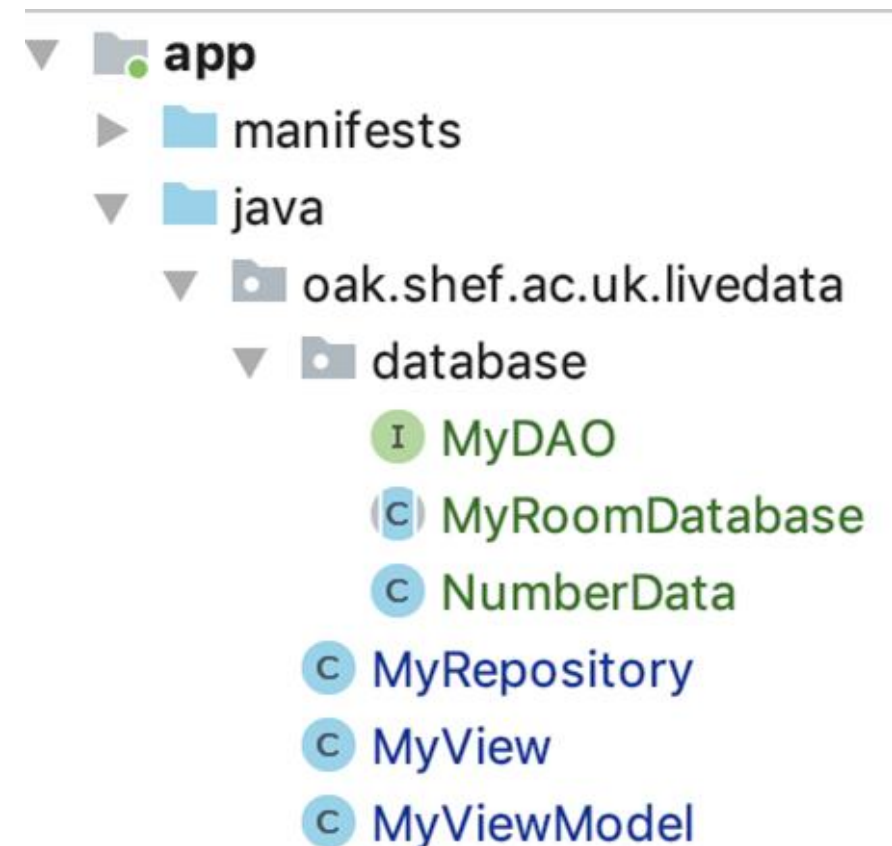 app
manifests
java
oak.shef.ac.uk.livedata
database
I MyDAO
C MyRoomDatabase
C NumberData
C MyRepository
C MyView
C MyViewModel